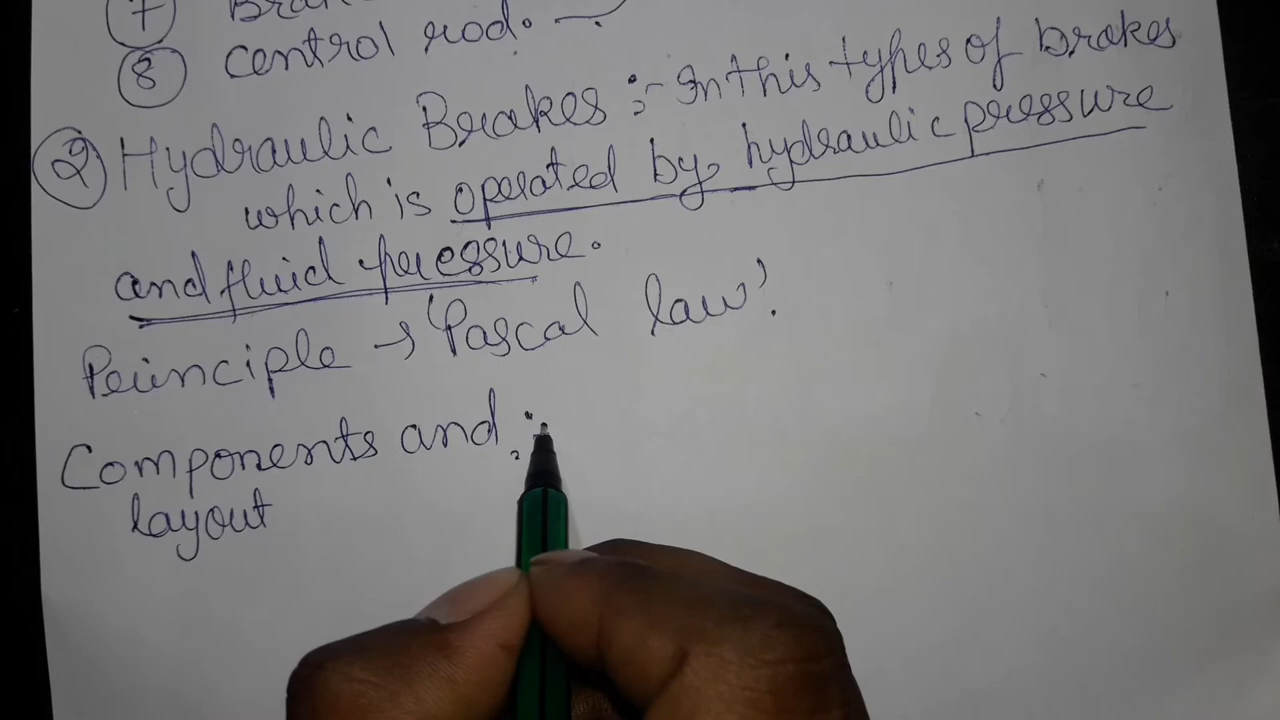 7
8 control rod.
2 Hydraulic Brakes :- In this types of brakes
which is operated by hydraulic pressure
and fluid pressure.
Principle → 'Pascal law'.
Components and :
layout